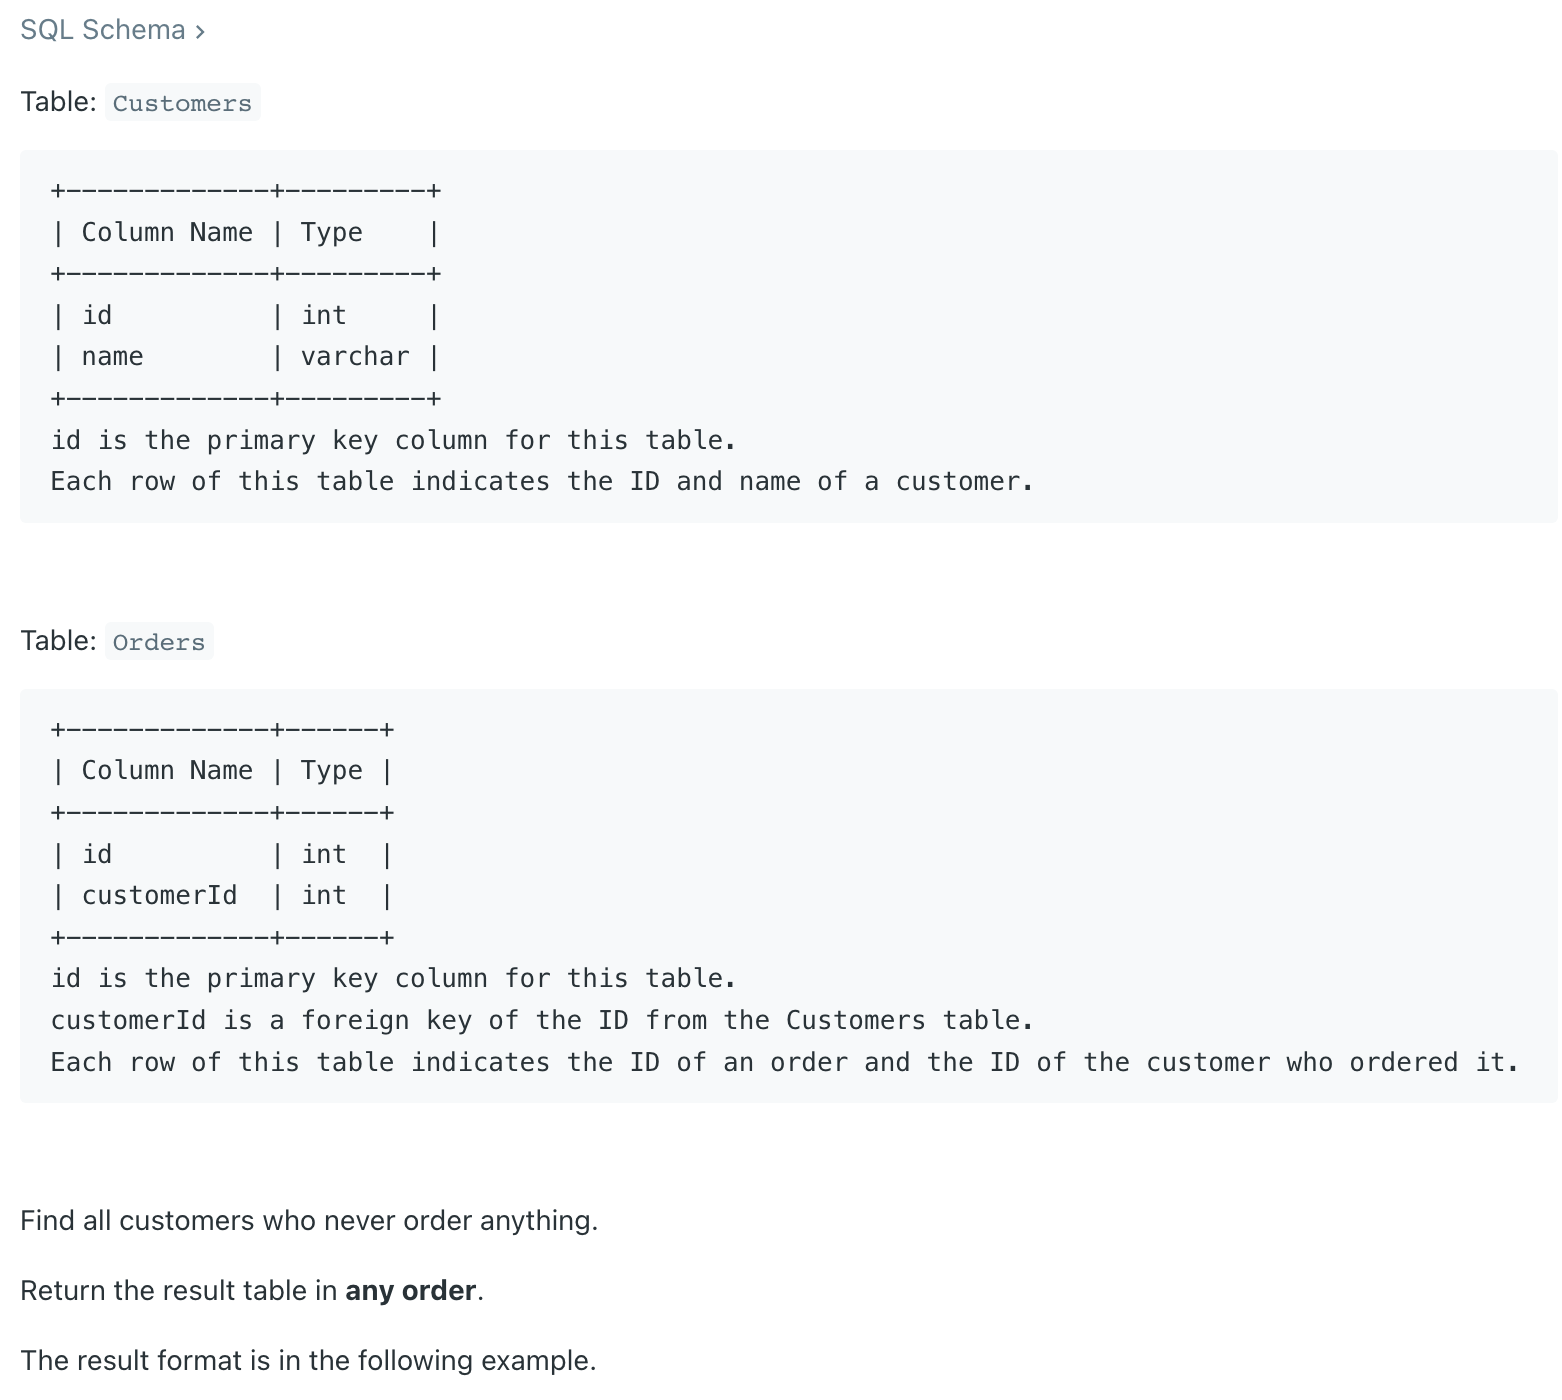 SQL Schema ›
Table: Customers
+-------------+---------+
| Column Name | Type    |
+-------------+---------+
| id          | int     |
| name        | varchar |
+-------------+---------+
id is the primary key column for this table.
Each row of this table indicates the ID and name of a customer.
Table: Orders
+-------------+------+
| Column Name | Type |
+-------------+------+
| id          | int  |
| customerId  | int  |
+-------------+------+
id is the primary key column for this table.
customerId is a foreign key of the ID from the Customers table.
Each row of this table indicates the ID of an order and the ID of the customer who ordered it.
Find all customers who never order anything.
Return the result table in any order.
The result format is in the following example.